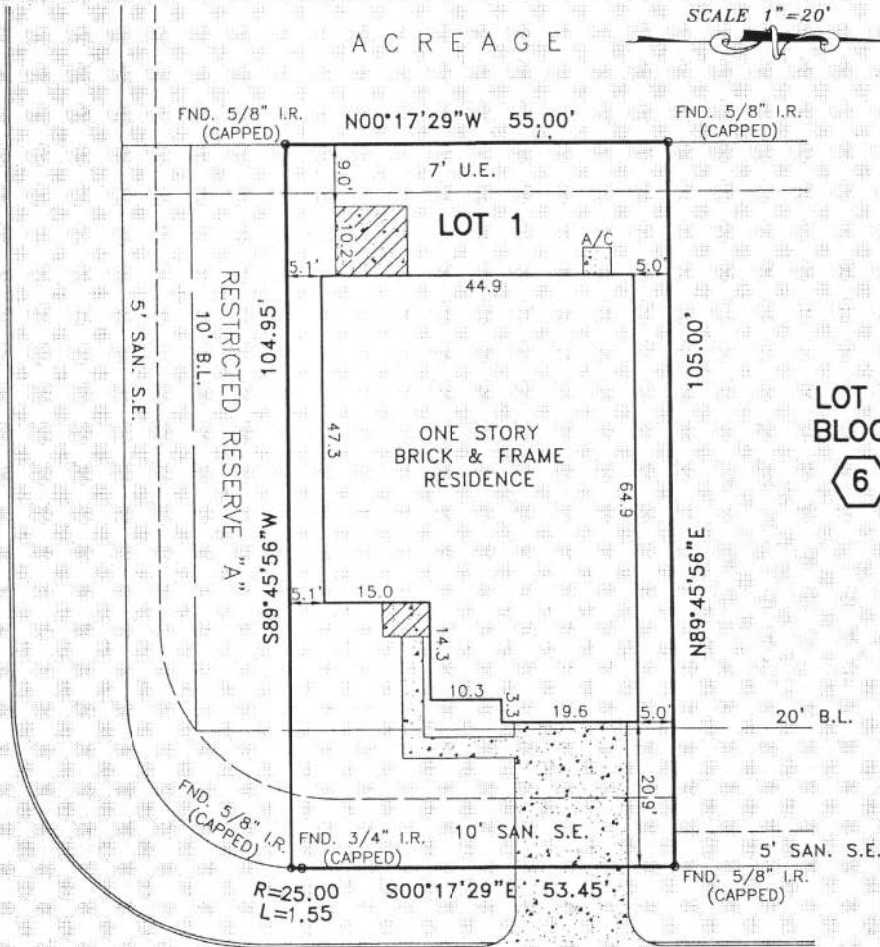 SCALE 1"=20'
ACREAGE
FND. 5/8" I.R.
(CAPPED)
N00°17'29"W 55.00'
FND. 5/8" I.R.
(CAPPED)
7' U.E.
9.0'
LOT 1
10.2
A/C
5.1'
44.9
5.0'
5' SAN. S.E.
10' B.L.
RESTRICTED RESERVE "A"
S89°45'56"W 104.95'
47.3
ONE STORY
BRICK & FRAME
RESIDENCE
64.9
N89°45'56"E 105.00'
LOT
BLOC
6
5.1'
15.0
14.3
10.3
3.3
19.6
5.0'
20' B.L.
20.9'
FND. 5/8" I.R.
(CAPPED)
FND. 3/4" I.R.
(CAPPED)
10' SAN. S.E.
5' SAN. S.E.
FND. 5/8" I.R.
(CAPPED)
R=25.00
L=1.55
S00°17'29"E 53.45'